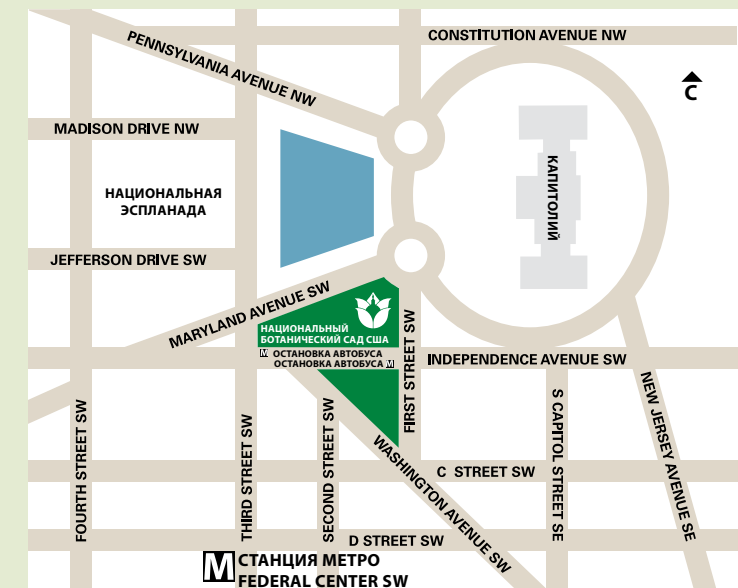 CONSTITUTION AVENUE NW
PENNSYLVANIA AVENUE NW
С
MADISON DRIVE NW
НАЦИОНАЛЬНАЯ
ЭСПЛАНАДА
КАПИТОЛИЙ
JEFFERSON DRIVE SW
MARYLAND AVENUE SW
НАЦИОНАЛЬНЫЙ
БОТАНИЧЕСКИЙ САД США
M ОСТАНОВКА АВТОБУСА
ОСТАНОВКА АВТОБУСА M
FIRST STREET SW
INDEPENDENCE AVENUE SW
FOURTH STREET SW
THIRD STREET SW
SECOND STREET SW
WASHINGTON AVENUE SW
S CAPITOL STREET SE
NEW JERSEY AVENUE SE
C STREET SW
D STREET SW
M СТАНЦИЯ МЕТРО
FEDERAL CENTER SW